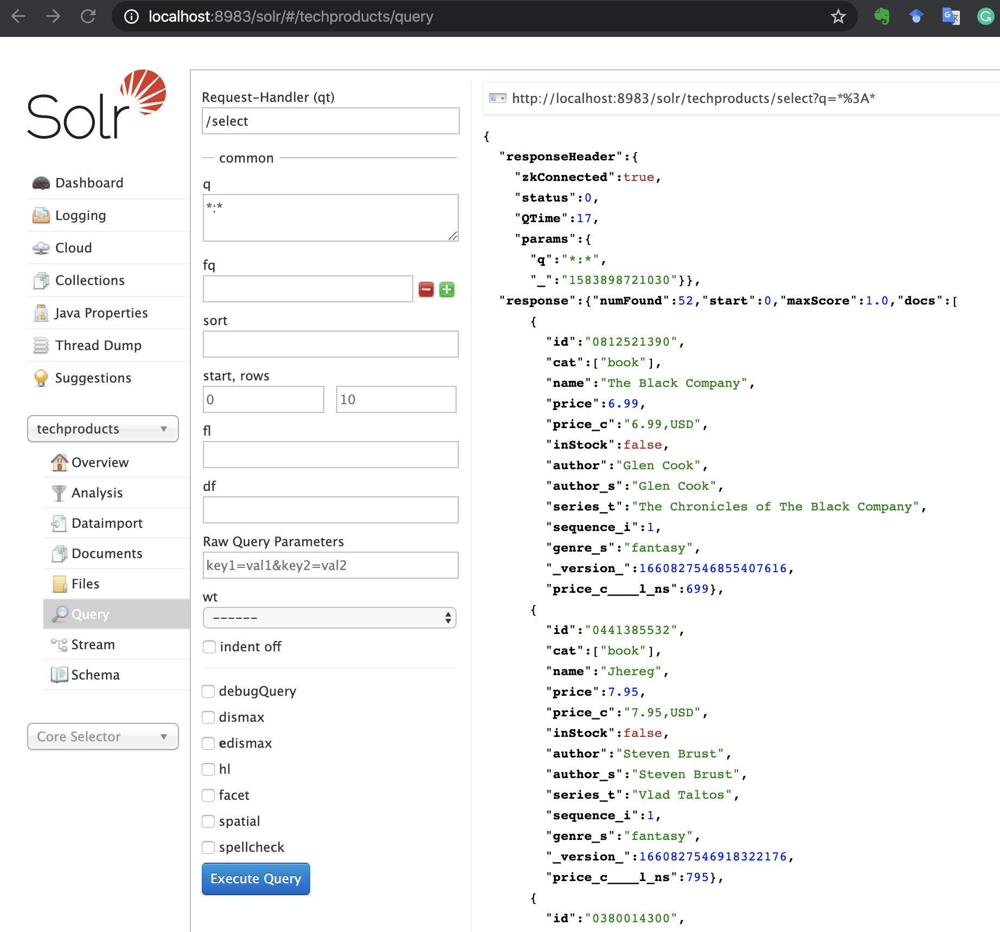 localhost:8983/solr/#/techproducts/query
Solr
Dashboard
Logging
Cloud
Collections
Java Properties
Thread Dump
Suggestions
techproducts
Overview
Analysis
Dataimport
Documents
Files
Query
Stream
Schema
Core Selector
Request-Handler (qt)
/select
common
q
*:*
fq
sort
start, rows
0 10
fl
df
Raw Query Parameters
key1=val1&key2=val2
wt
------
indent off
debugQuery
dismax
edismax
hl
facet
spatial
spellcheck
Execute Query
http://localhost:8983/solr/techproducts/select?q=*%3A*
{
"responseHeader":{
"zkConnected":true,
"status":0,
"QTime":17,
"params":{
"q":"*:*",
"_":"1583898721030"}},
"response":{"numFound":52,"start":0,"maxScore":1.0,"docs":[
{
"id":"0812521390",
"cat":["book"],
"name":"The Black Company",
"price":6.99,
"price_c":"6.99,USD",
"inStock":false,
"author":"Glen Cook",
"author_s":"Glen Cook",
"series_t":"The Chronicles of The Black Company",
"sequence_i":1,
"genre_s":"fantasy",
"_version_":1660827546855407616,
"price_c____l_ns":699},
{
"id":"0441385532",
"cat":["book"],
"name":"Jhereg",
"price":7.95,
"price_c":"7.95,USD",
"inStock":false,
"author":"Steven Brust",
"author_s":"Steven Brust",
"series_t":"Vlad Taltos",
"sequence_i":1,
"genre_s":"fantasy",
"_version_":1660827546918322176,
"price_c____l_ns":795},
{
"id":"0380014300",